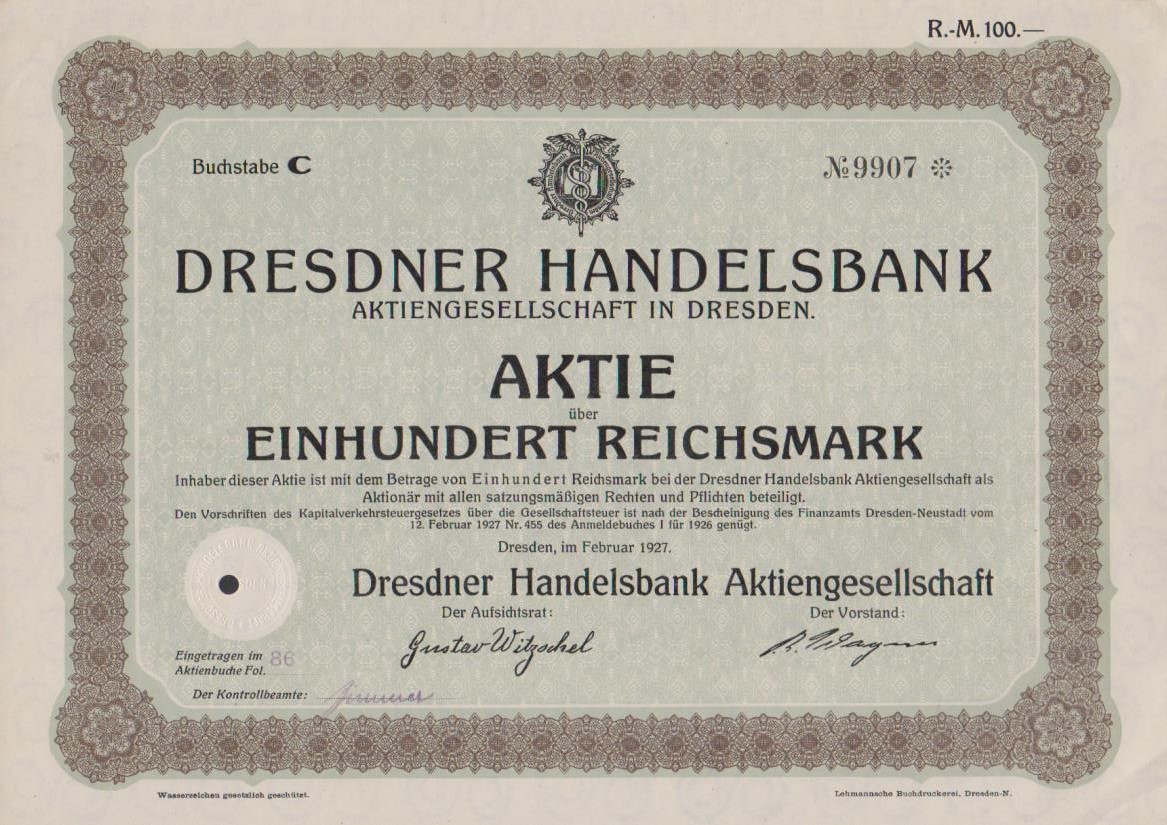 R.-M. 100.—
Buchstabe C
№ 9907 ❊
DRESDNER HANDELSBANK
AKTIENGESELLSCHAFT IN DRESDEN.
AKTIE
über
EINHUNDERT REICHSMARK
Inhaber dieser Aktie ist mit dem Betrage von Einhundert Reichsmark bei der Dresdner Handelsbank Aktiengesellschaft als
Aktionär mit allen satzungsmäßigen Rechten und Pflichten beteiligt.
Den Vorschriften des Kapitalverkehrsteuergesetzes über die Gesellschaftsteuer ist nach der Bescheinigung des Finanzamts Dresden-Neustadt vom
12. Februar 1927 Nr. 455 des Anmeldebuches I für 1926 genügt.
Dresden, im Februar 1927.
Dresdner Handelsbank Aktiengesellschaft
Der Aufsichtsrat:
Der Vorstand:
Gustav Witzschel
R. Wagner
Eingetragen im
Aktienbuche Fol. 86
Der Kontrollbeamte:
Wasserzeichen gesetzlich geschützt.
Lehmannsche Buchdruckerei, Dresden-N.